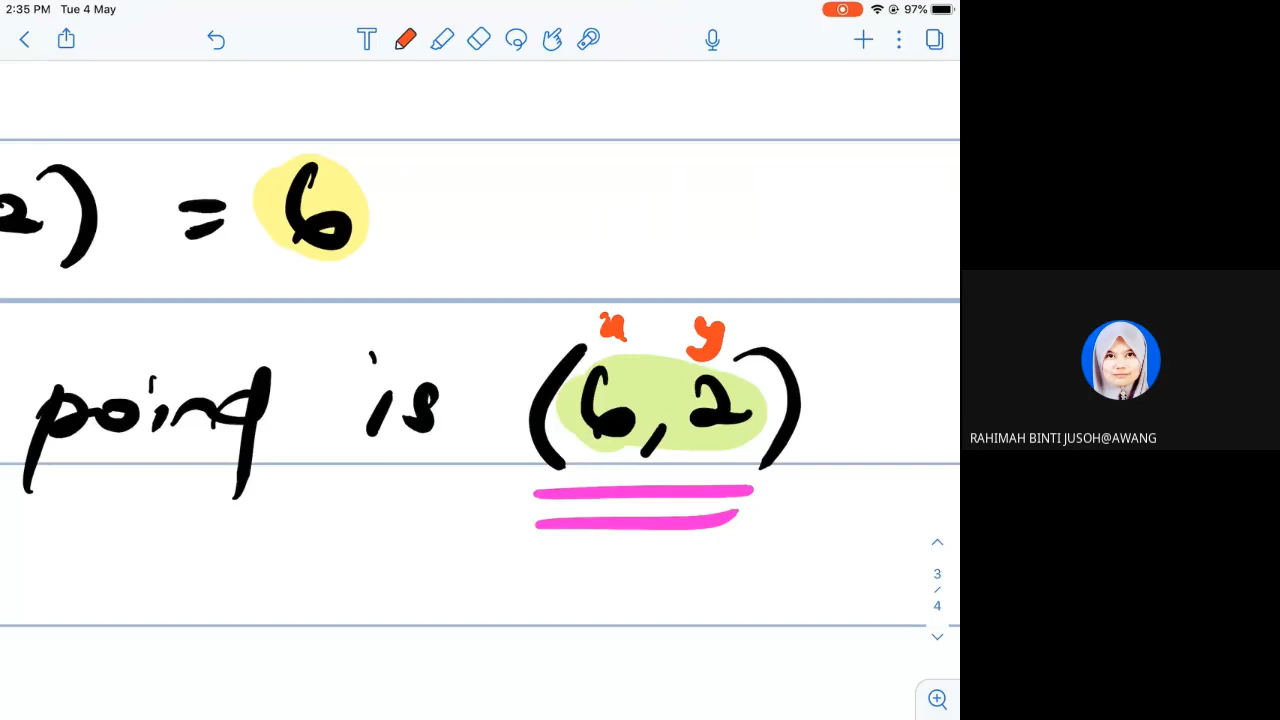 2:35 PM Tue 4 May
97%
T
2) = 6
x y
point is (6,2)
3
/
4
RAHIMAH BINTI JUSOH@AWANG